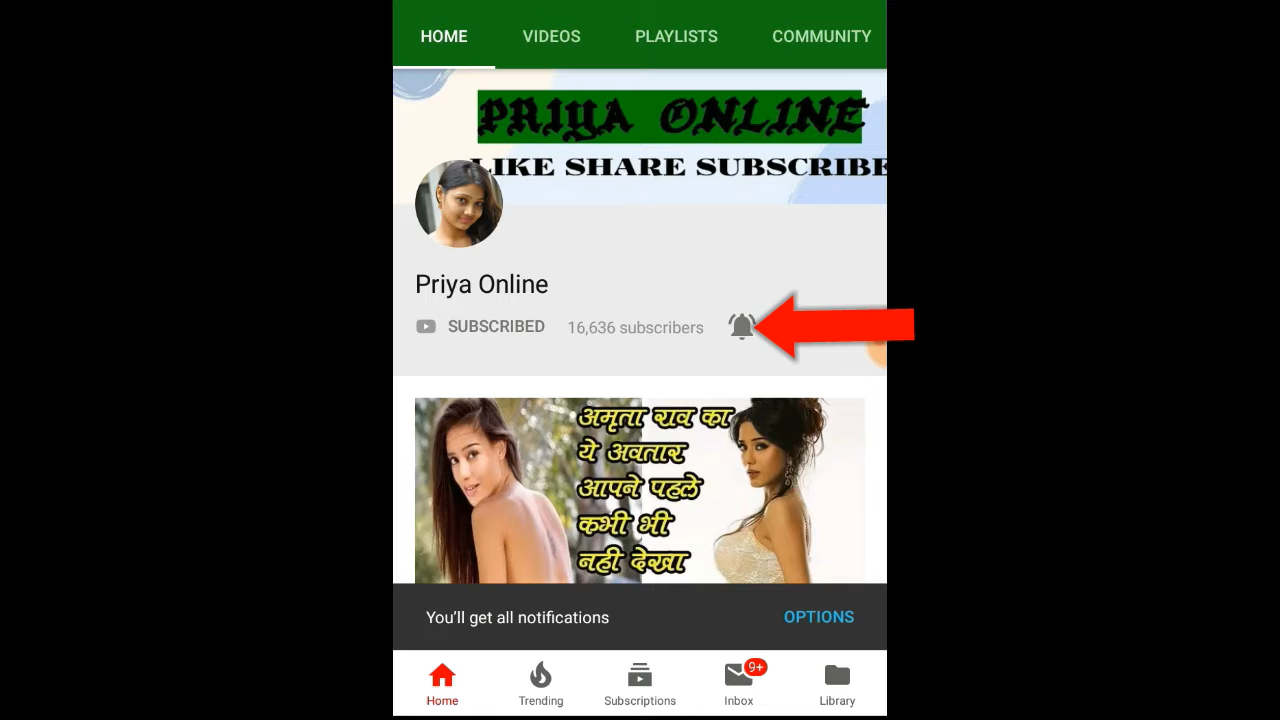 HOME VIDEOS PLAYLISTS COMMUNITY
PRIYA ONLINE
LIKE SHARE SUBSCRIBE
Priya Online
SUBSCRIBED 16,636 subscribers
अमृता राव का
ये अवतार
आपने पहले
कभी भी
नही देखा
You'll get all notifications OPTIONS
9+
Home Trending Subscriptions Inbox Library